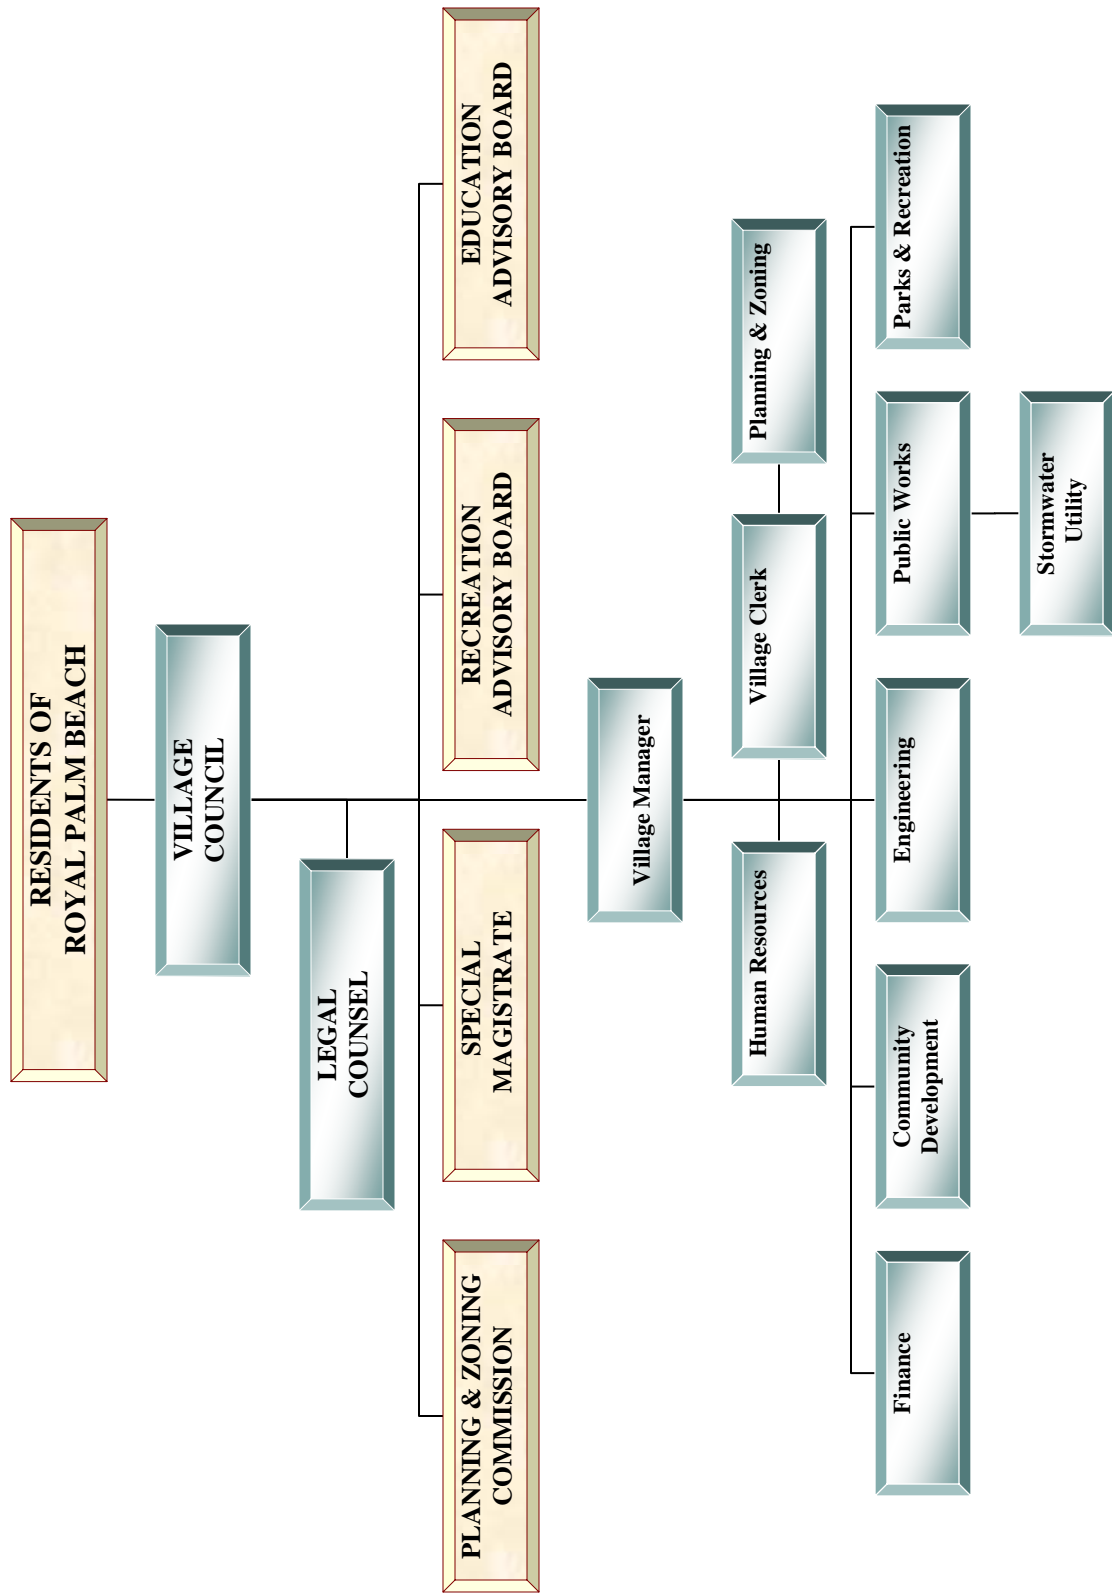 RESIDENTS OF
ROYAL PALM BEACH
VILLAGE
COUNCIL
LEGAL
COUNSEL
PLANNING & ZONING
COMMISSION
SPECIAL
MAGISTRATE
RECREATION
ADVISORY BOARD
EDUCATION
ADVISORY BOARD
Village Manager
Human Resources
Village Clerk
Planning & Zoning
Finance
Community
Development
Engineering
Public Works
Parks & Recreation
Stormwater
Utility